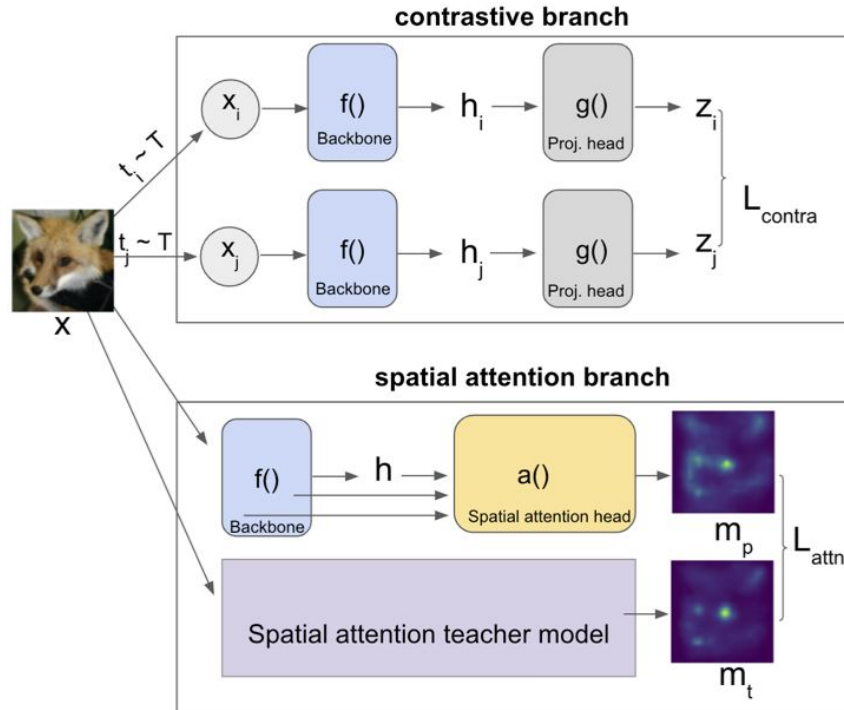 contrastive branch
t_i ~ T
x_i
f()
Backbone
h_i
g()
Proj. head
z_i
L_contra
t_j ~ T
x_j
f()
Backbone
h_j
g()
Proj. head
z_j
x
spatial attention branch
f()
Backbone
h
a()
Spatial attention head
m_p
L_attn
Spatial attention teacher model
m_t